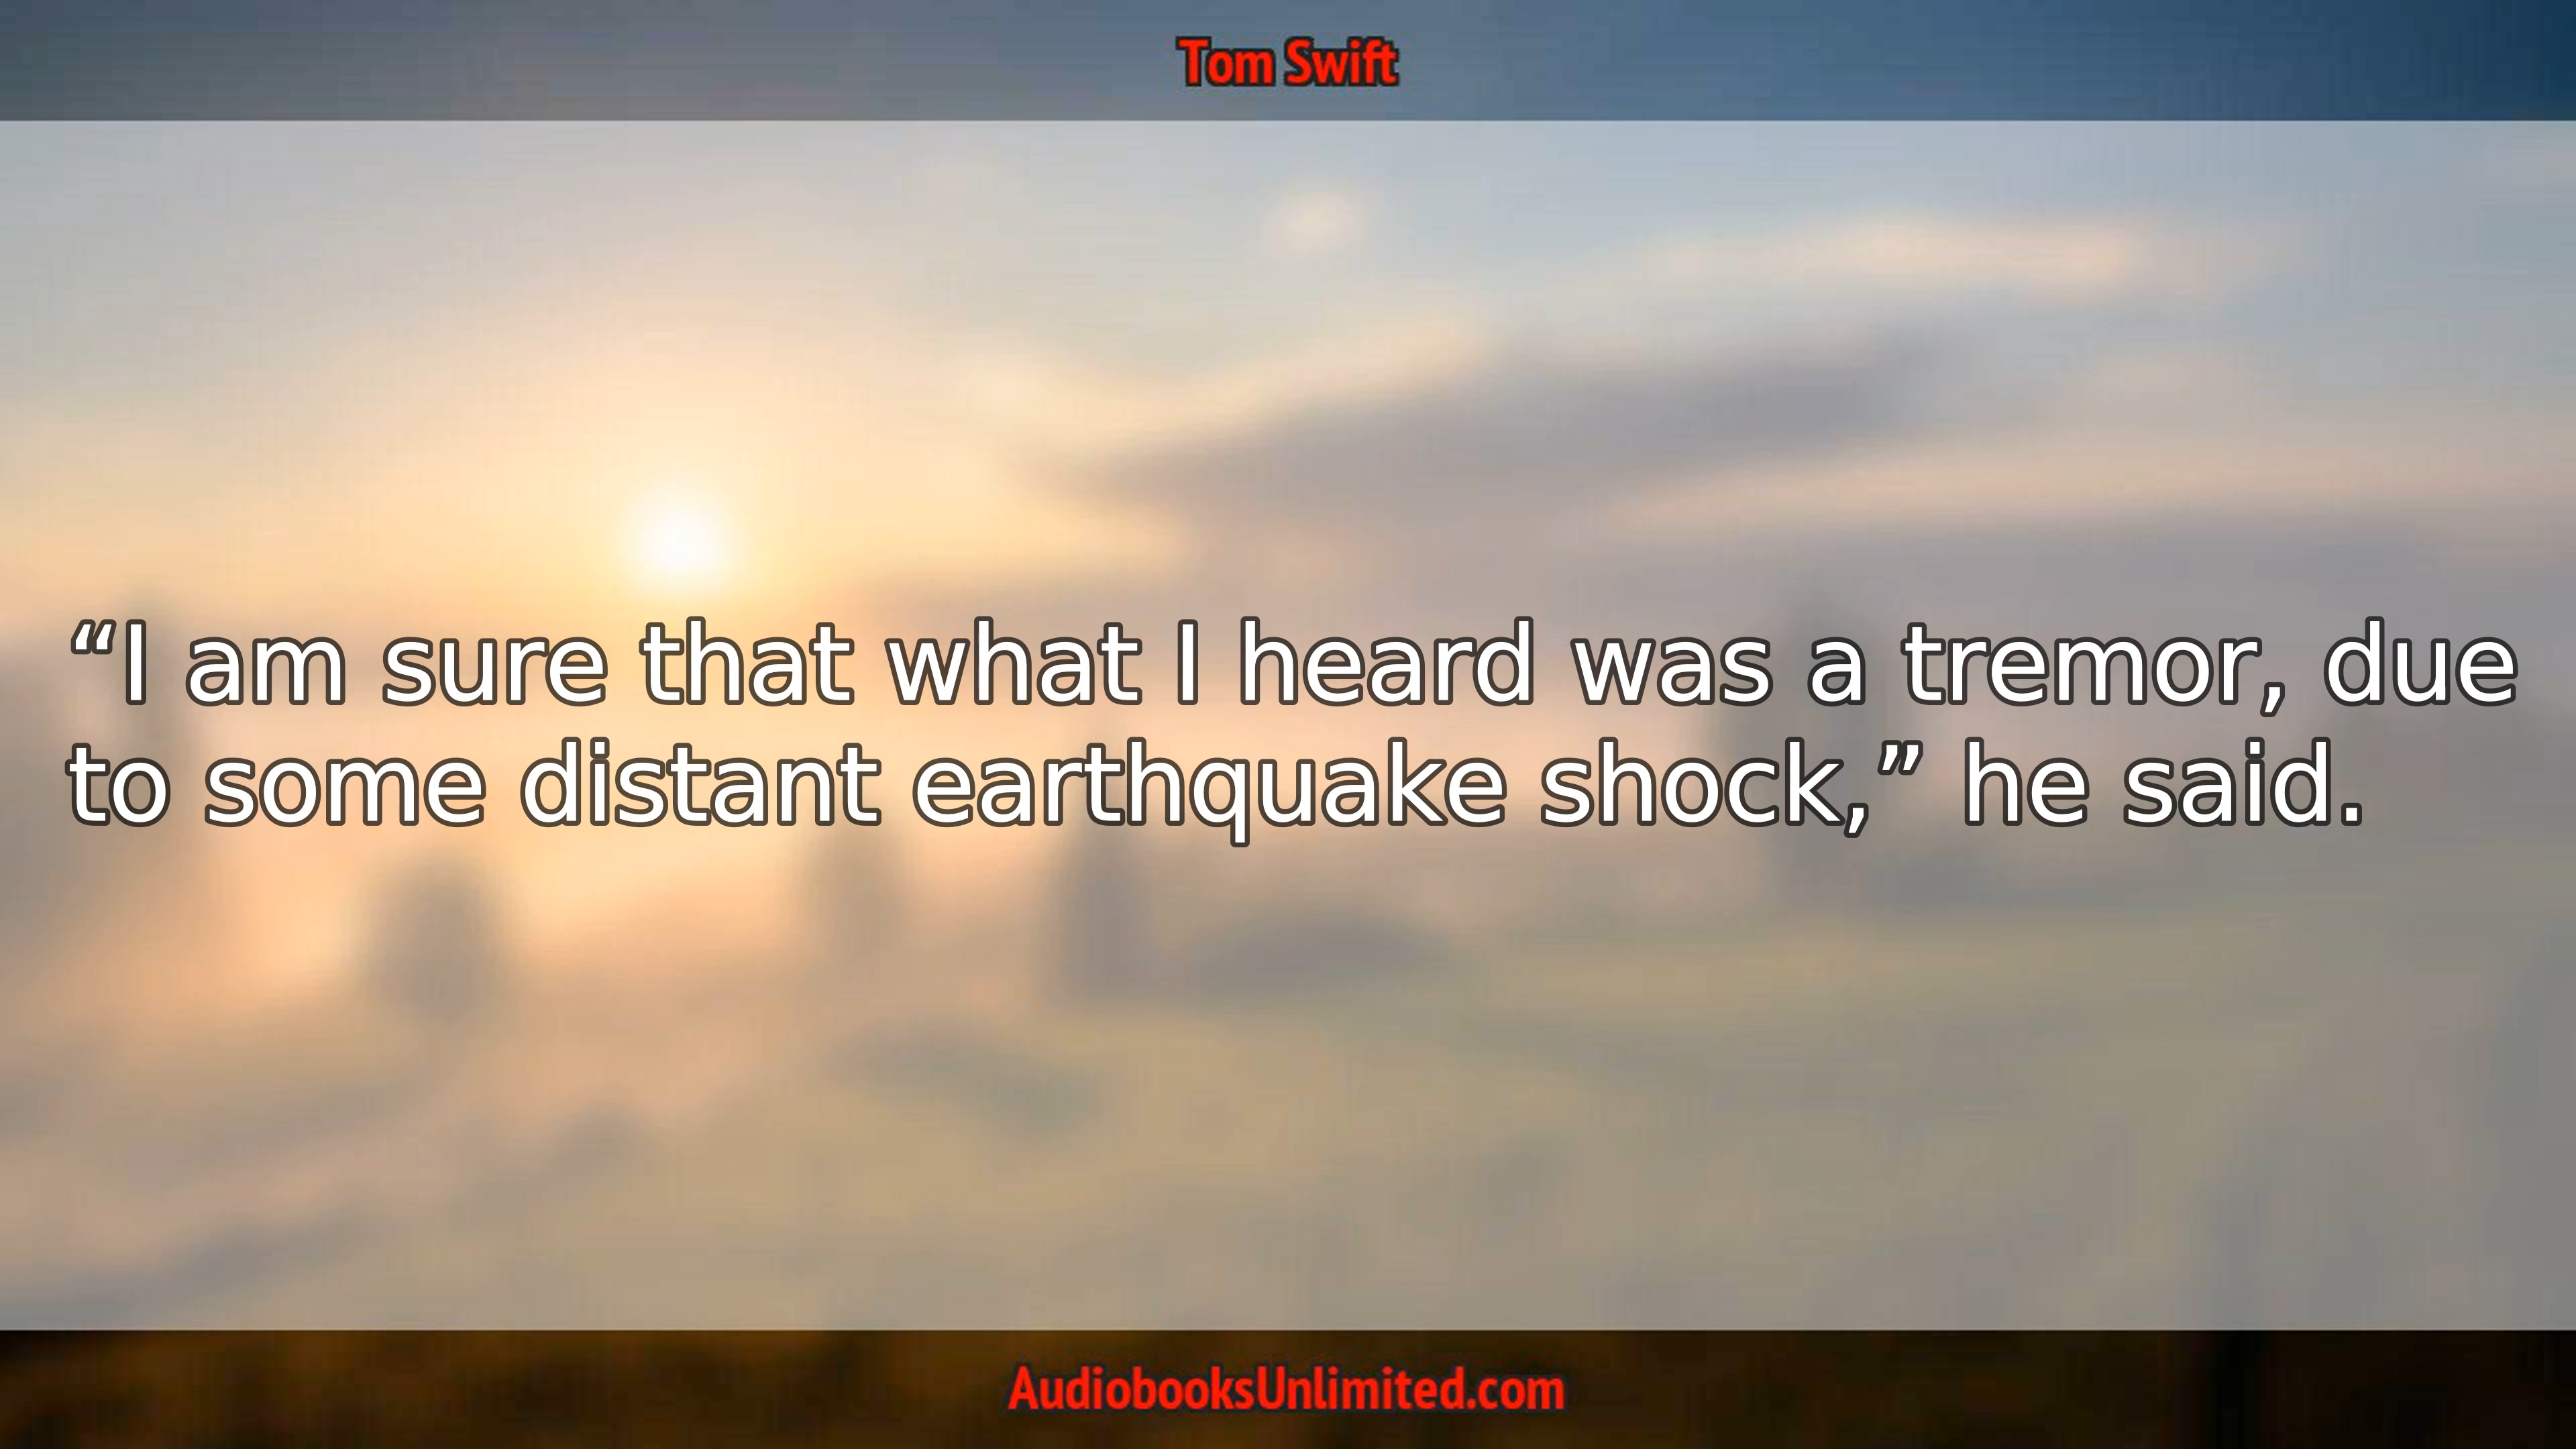 Tom Swift
“I am sure that what I heard was a tremor, due
to some distant earthquake shock,” he said.
AudiobooksUnlimited.com